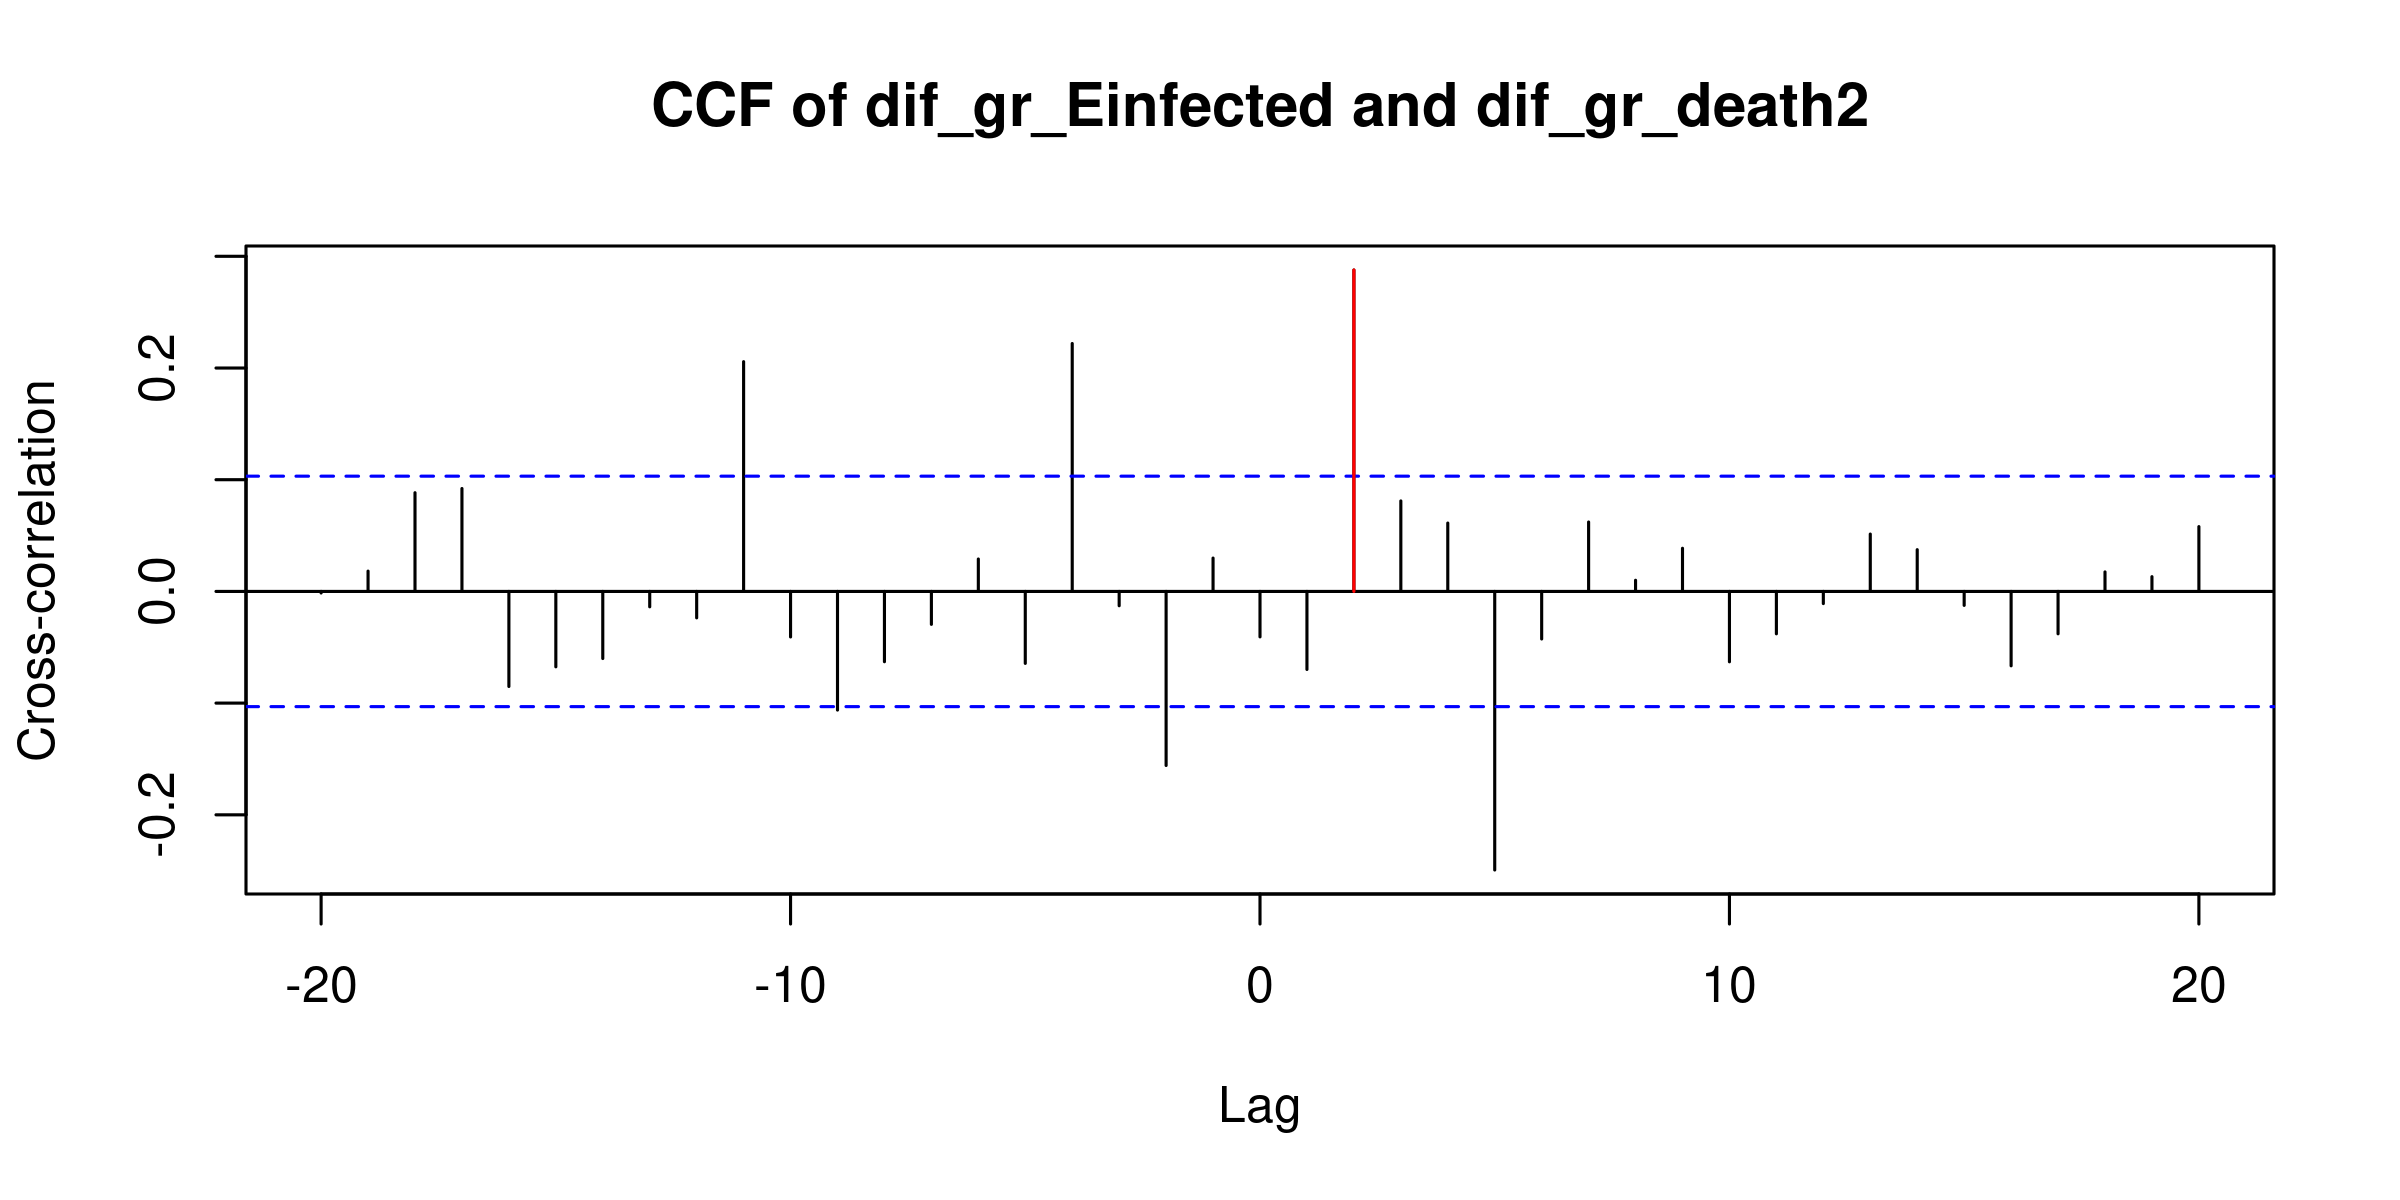 CCF of dif_gr_Einfected and dif_gr_death2
Cross-correlation
0.2
0.0
-0.2
-20
-10
0
10
20
Lag